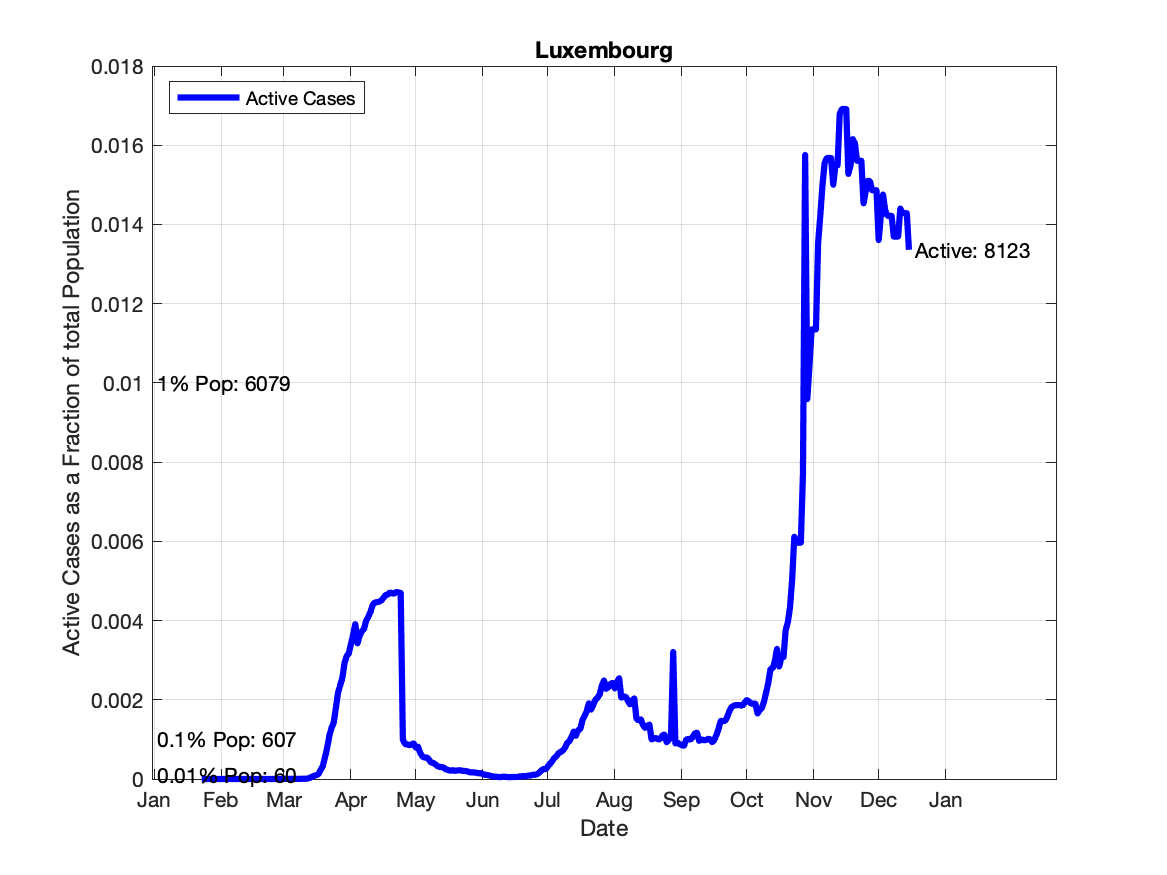 Luxembourg
Active Cases
0.018
0.016
0.014
0.012
0.01
0.008
0.006
0.004
0.002
0
Active Cases as a Fraction of total Population
1% Pop: 6079
0.1% Pop: 607
0.01% Pop: 60
Active: 8123
Jan Feb Mar Apr May Jun Jul Aug Sep Oct Nov Dec Jan
Date